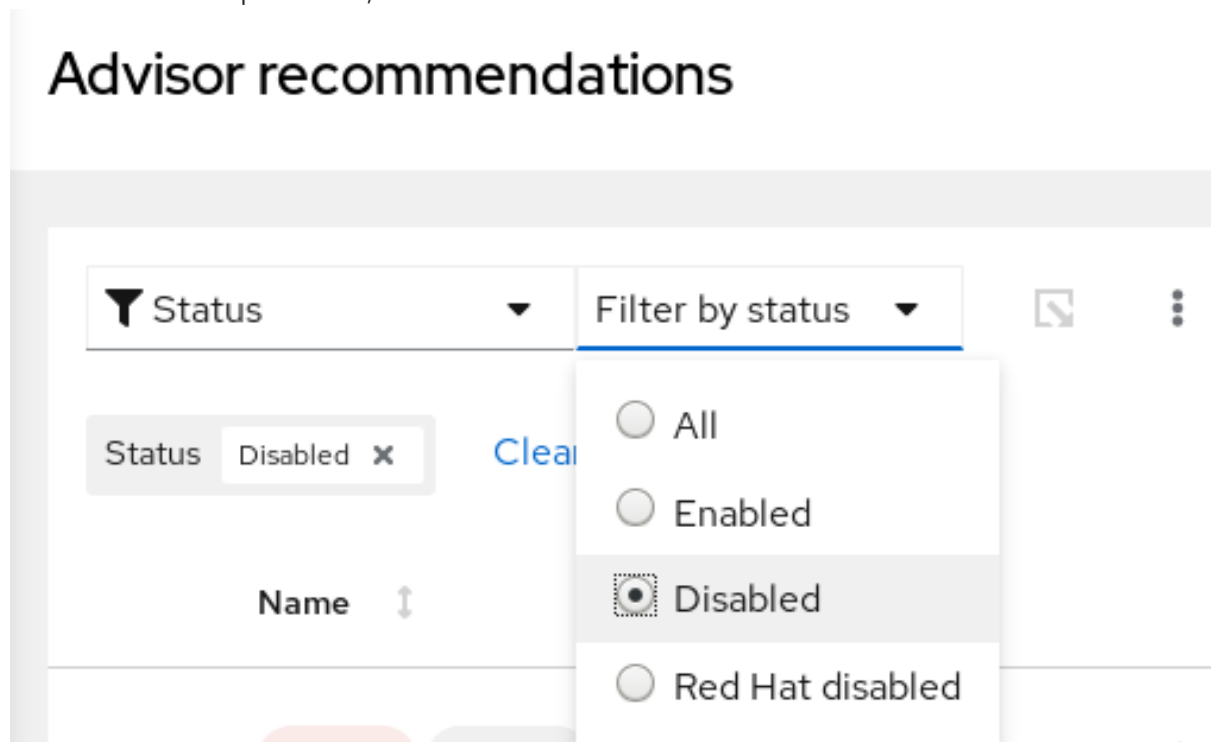 Advisor recommendations
Status
Filter by status
Status Disabled
All
Enabled
Disabled
Red Hat disabled
Name